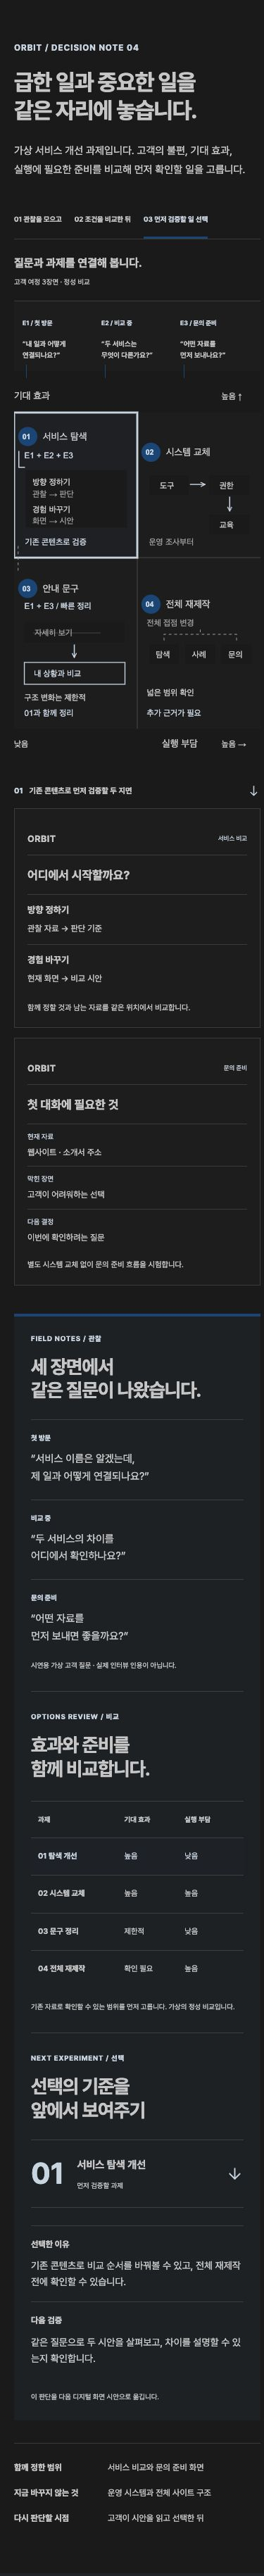 ORBIT / DECISION NOTE 04
급한 일과 중요한 일을
같은 자리에 놓습니다.
가상 서비스 개선 과제입니다. 고객의 불편, 기대 효과,
실행에 필요한 준비를 비교해 먼저 확인할 일을 고릅니다.
01 관찰을 모으고 02 조건을 비교한 뒤 03 먼저 검증할 일 선택
질문과 과제를 연결해 봅니다.
고객 여정 3장면 · 정성 비교
E1 / 첫 방문
“내 일과 어떻게
연결되나요?”
E2 / 비교 중
“두 서비스는
무엇이 다른가요?”
E3 / 문의 준비
“어떤 자료를
먼저 보내나요?”
기대 효과
높음 ↑
01 서비스 탐색
E1 + E2 + E3
방향 정하기
관찰 → 판단
경험 바꾸기
화면 → 시안
기존 콘텐츠로 검증
02 시스템 교체
도구 → 권한
↓
교육
운영 조사부터
03 안내 문구
E1 + E3 / 빠른 정리
자세히 보기
↓
내 상황과 비교
구조 변화는 제한적
01과 함께 정리
04 전체 재제작
전체 접점 변경
탐색 사례 문의
넓은 범위 확인
추가 근거가 필요
낮음
실행 부담
높음 →
01 기존 콘텐츠로 먼저 검증할 두 지면 ↓
ORBIT
서비스 비교
어디에서 시작할까요?
방향 정하기
관찰 자료 → 판단 기준
경험 바꾸기
현재 화면 → 비교 시안
함께 정할 것과 남는 자료를 같은 위치에서 비교합니다.
ORBIT
문의 준비
첫 대화에 필요한 것
현재 자료
웹사이트 · 소개서 주소
막힌 장면
고객이 어려워하는 선택
다음 결정
이번에 확인하려는 질문
별도 시스템 교체 없이 문의 준비 흐름을 시험합니다.
FIELD NOTES / 관찰
세 장면에서
같은 질문이 나왔습니다.
첫 방문
“서비스 이름은 알겠는데,
제 일과 어떻게 연결되나요?”
비교 중
“두 서비스의 차이를
어디에서 확인하나요?”
문의 준비
“어떤 자료를
먼저 보내면 좋을까요?”
시연용 가상 고객 질문 · 실제 인터뷰 인용이 아닙니다.
OPTIONS REVIEW / 비교
효과와 준비를
함께 비교합니다.
과제 기대 효과 실행 부담
01 탐색 개선 높음 낮음
02 시스템 교체 높음 높음
03 문구 정리 제한적 낮음
04 전체 재제작 확인 필요 높음
기존 자료로 확인할 수 있는 범위를 먼저 고릅니다. 가상의 정성 비교입니다.
NEXT EXPERIMENT / 선택
선택의 기준을
앞에서 보여주기
01 서비스 탐색 개선 ↓
먼저 검증할 과제
선택한 이유
기존 콘텐츠로 비교 순서를 바꿔볼 수 있고, 전체 재제작
전에 확인할 수 있습니다.
다음 검증
같은 질문으로 두 시안을 살펴보고, 차이를 설명할 수 있
는지 확인합니다.
이 판단을 다음 디지털 화면 시안으로 옮깁니다.
함께 정한 범위 서비스 비교와 문의 준비 화면
지금 바꾸지 않는 것 운영 시스템과 전체 사이트 구조
다시 판단할 시점 고객이 시안을 읽고 선택한 뒤